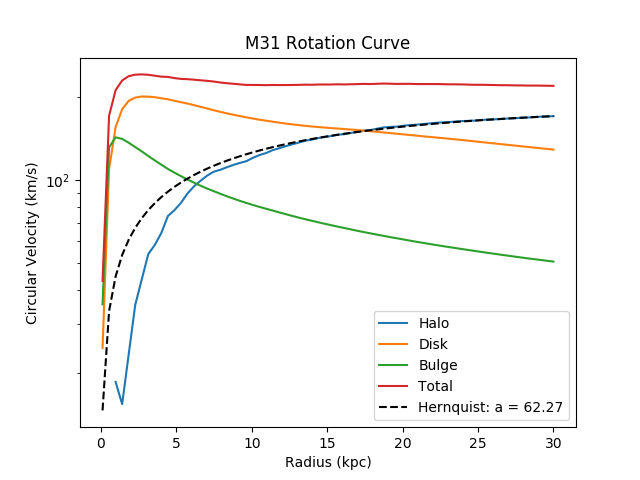 M31 Rotation Curve
Circular Velocity (km/s)
10²
Halo
Disk
Bulge
Total
Hernquist: a = 62.27
0 5 10 15 20 25 30
Radius (kpc)